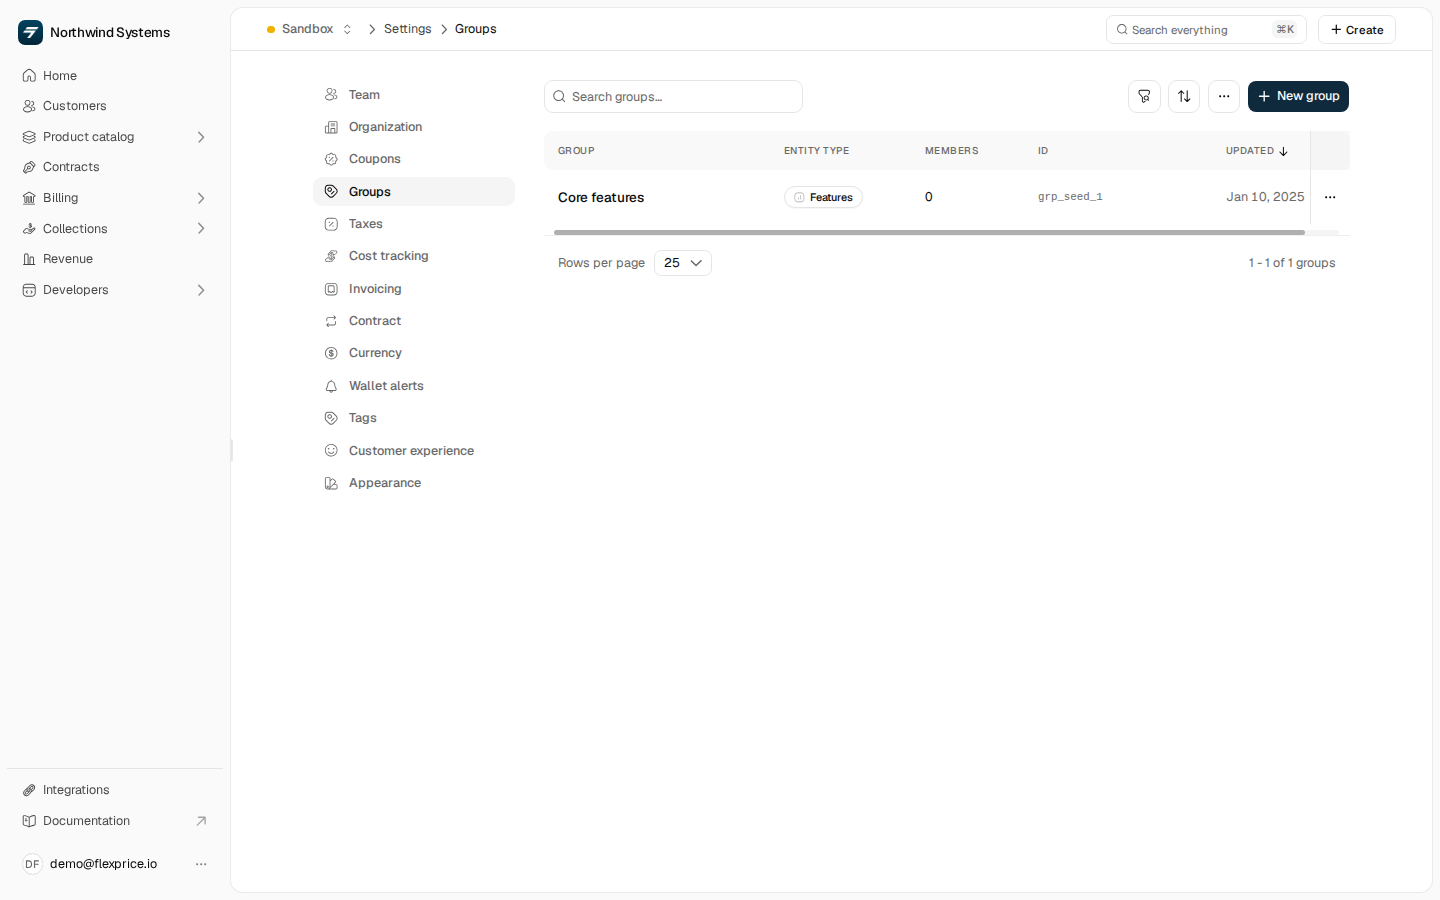 Northwind Systems
Home
Customers
Product catalog
Contracts
Billing
Collections
Revenue
Developers
Integrations
Documentation
DF demo@flexprice.io
Sandbox Settings Groups
Search everything ⌘K
Create
Team
Organization
Coupons
Groups
Taxes
Cost tracking
Invoicing
Contract
Currency
Wallet alerts
Tags
Customer experience
Appearance
Search groups...
New group
GROUP ENTITY TYPE MEMBERS ID UPDATED
Core features Features 0 grp_seed_1 Jan 10, 2025
Rows per page 25 1 - 1 of 1 groups